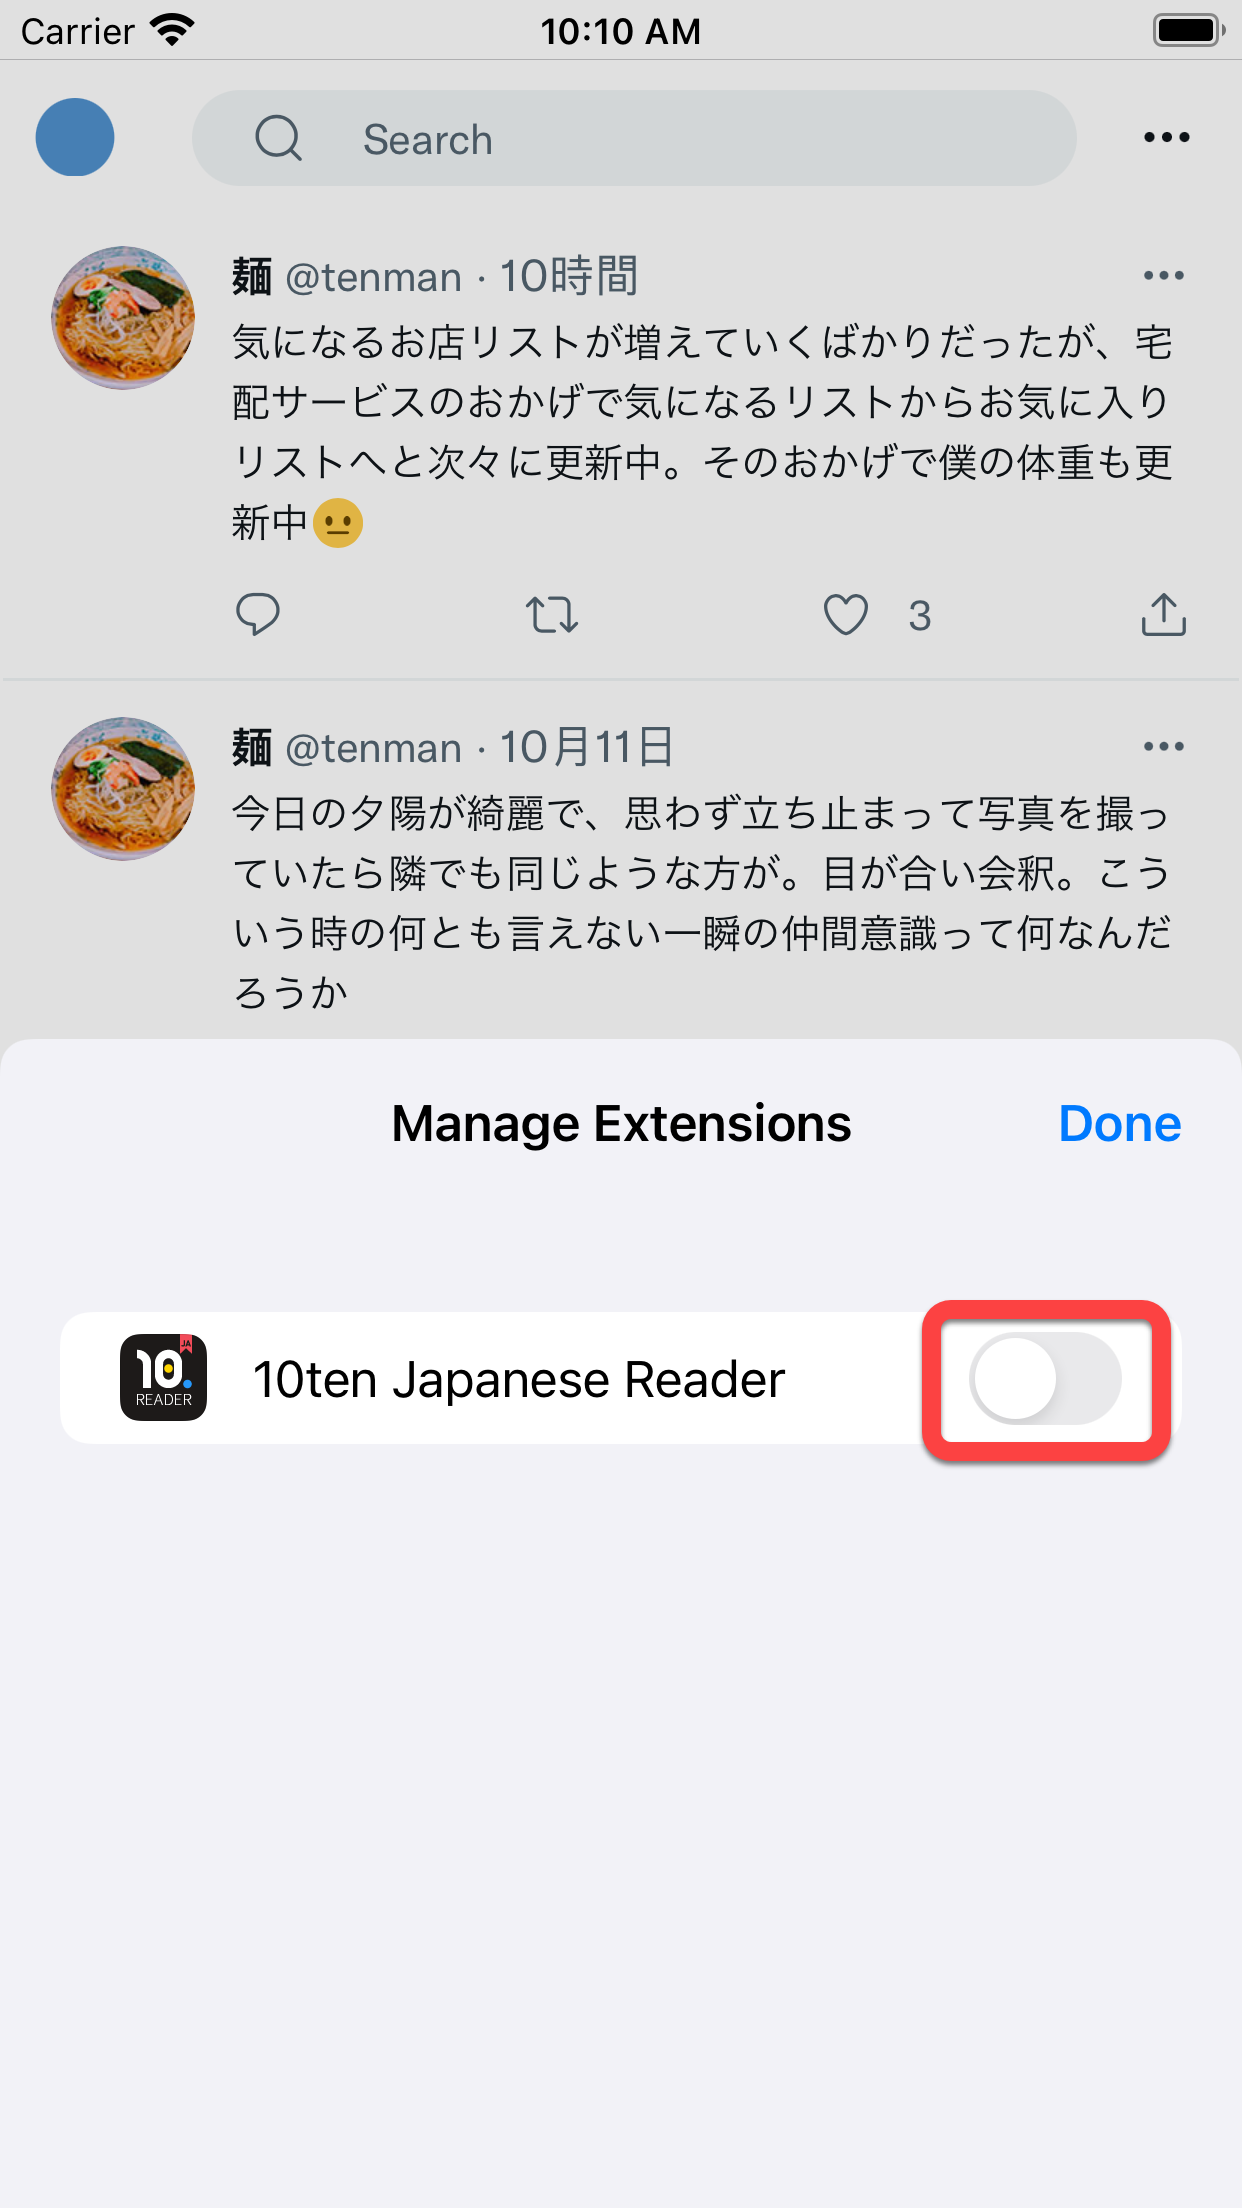 Carrier 10:10 AM
Search
麺 @tenman · 10時間
気になるお店リストが増えていくばかりだったが、宅
配サービスのおかげで気になるリストからお気に入り
リストへと次々に更新中。そのおかげで僕の体重も更
新中😐
3
麺 @tenman · 10月11日
今日の夕陽が綺麗で、思わず立ち止まって写真を撮っ
ていたら隣でも同じような方が。目が合い会釈。こう
いう時の何とも言えない一瞬の仲間意識って何なんだ
ろうか
Manage Extensions Done
JA
10
READER
10ten Japanese Reader